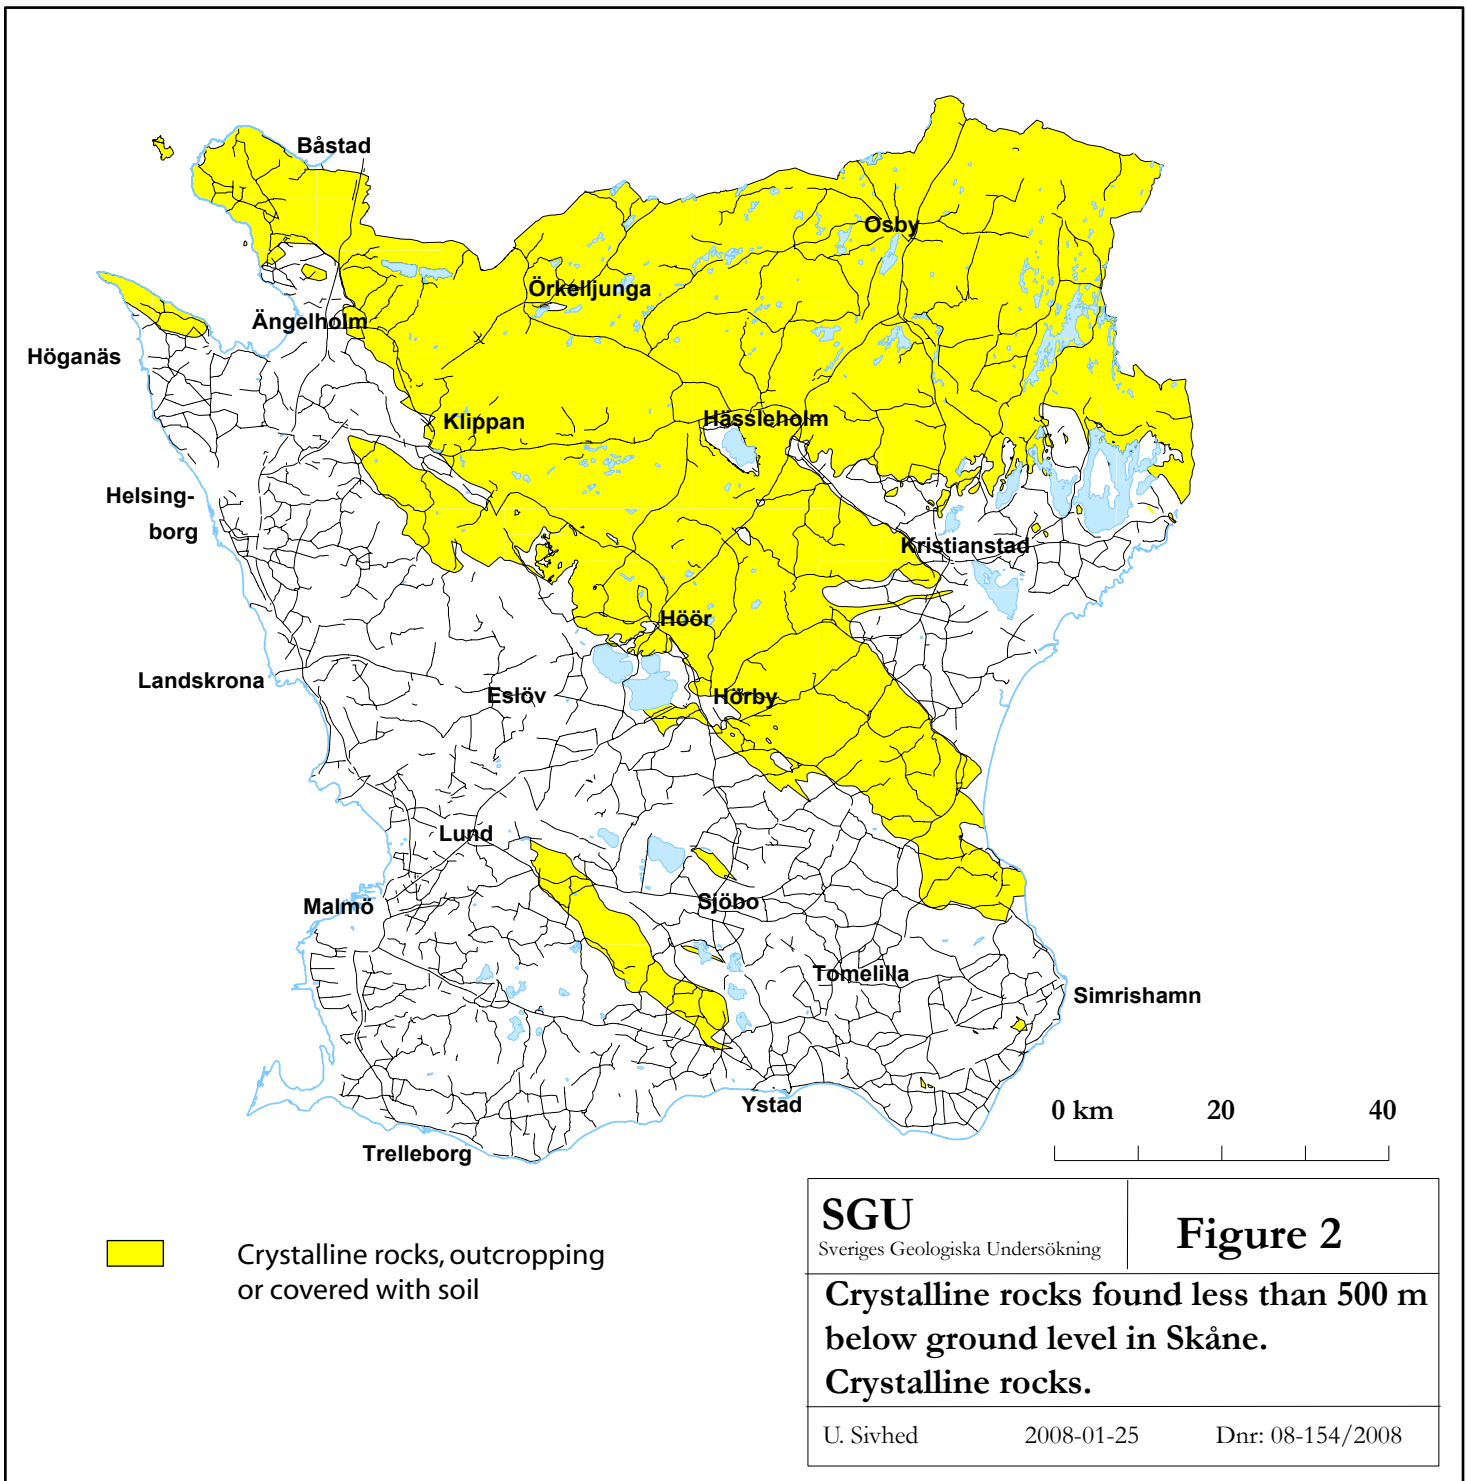 Båstad
Osby
Örkelljunga
Ängelholm
Höganäs
Klippan
Hässleholm
Helsing-
borg
Kristianstad
Höör
Landskrona
Eslöv
Hörby
Lund
Malmö
Sjöbo
Tomelilla
Simrishamn
Ystad
Trelleborg
0 km 20 40
Crystalline rocks, outcropping
or covered with soil
SGU
Sveriges Geologiska Undersökning
Figure 2
Crystalline rocks found less than 500 m
below ground level in Skåne.
Crystalline rocks.
U. Sivhed 2008-01-25 Dnr: 08-154/2008